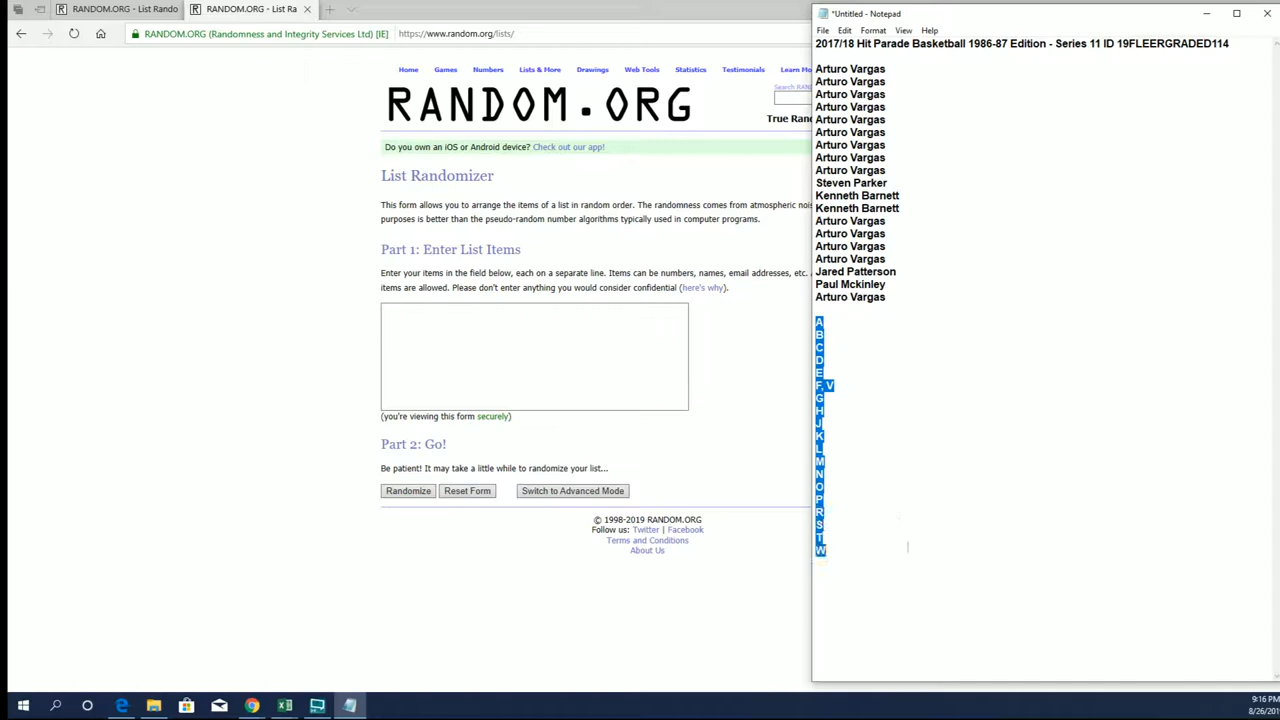 RANDOM.ORG - List Rando
RANDOM.ORG - List Ra
RANDOM.ORG (Randomness and Integrity Services Ltd) [IE]
https://www.random.org/lists/
Home Games Numbers Lists & More Drawings Web Tools Statistics Testimonials Learn Mo
Search RAN
RANDOM.ORG
True Rand
Do you own an iOS or Android device? Check out our app!
List Randomizer
This form allows you to arrange the items of a list in random order. The randomness comes from atmospheric nois
purposes is better than the pseudo-random number algorithms typically used in computer programs.
Part 1: Enter List Items
Enter your items in the field below, each on a separate line. Items can be numbers, names, email addresses, etc.
items are allowed. Please don't enter anything you would consider confidential (here's why).
(you're viewing this form securely)
Part 2: Go!
Be patient! It may take a little while to randomize your list...
Randomize Reset Form Switch to Advanced Mode
© 1998-2019 RANDOM.ORG
Follow us: Twitter | Facebook
Terms and Conditions
About Us
*Untitled - Notepad
File Edit Format View Help
2017/18 Hit Parade Basketball 1986-87 Edition - Series 11 ID 19FLEERGRADED114
Arturo Vargas
Arturo Vargas
Arturo Vargas
Arturo Vargas
Arturo Vargas
Arturo Vargas
Arturo Vargas
Arturo Vargas
Arturo Vargas
Steven Parker
Kenneth Barnett
Kenneth Barnett
Arturo Vargas
Arturo Vargas
Arturo Vargas
Arturo Vargas
Jared Patterson
Paul Mckinley
Arturo Vargas
A
B
C
D
E
F, V
G
H
J
K
L
M
N
O
P
R
S
T
W
9:16 PM
8/26/201